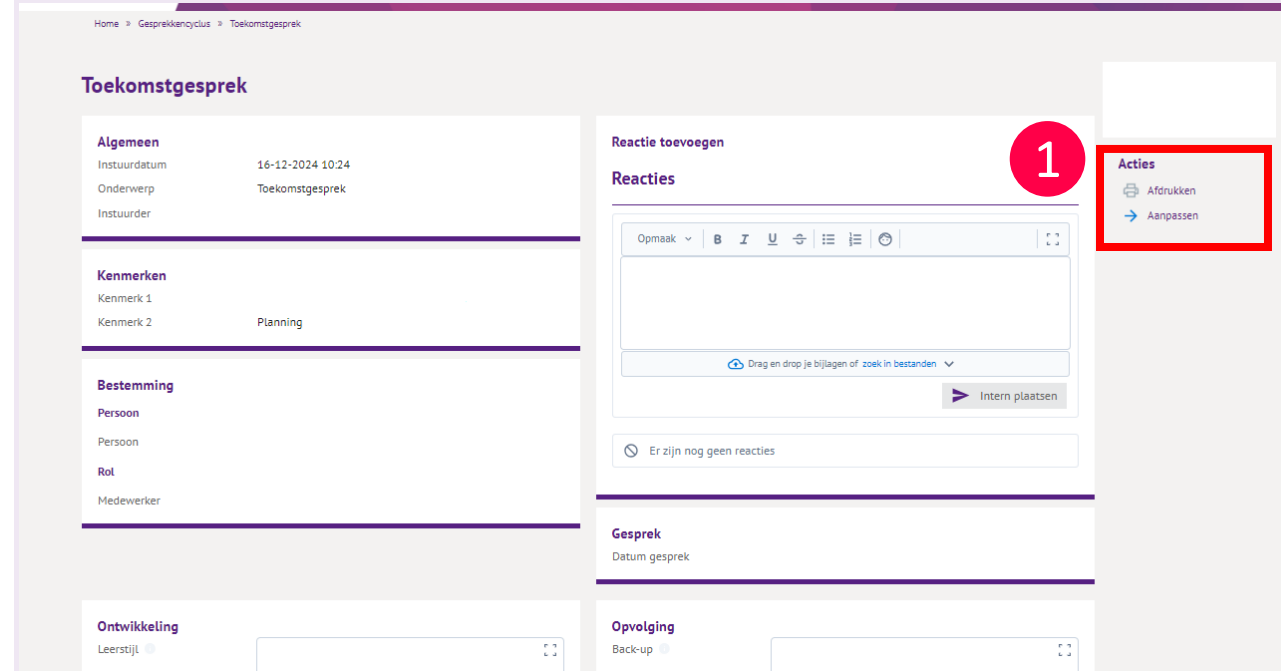 Home » Gesprekkencyclus » Toekomstgesprek
Toekomstgesprek
Algemeen
Instuurdatum 16-12-2024 10:24
Onderwerp Toekomstgesprek
Instuurder
Kenmerken
Kenmerk 1
Kenmerk 2 Planning
Bestemming
Persoon
Persoon
Rol
Medewerker
Reactie toevoegen
Reacties
Opmaak B I U S
Drag en drop je bijlagen of zoek in bestanden
Intern plaatsen
Er zijn nog geen reacties
Gesprek
Datum gesprek
1
Acties
Afdrukken
Aanpassen
Ontwikkeling
Leerstijl
Opvolging
Back-up